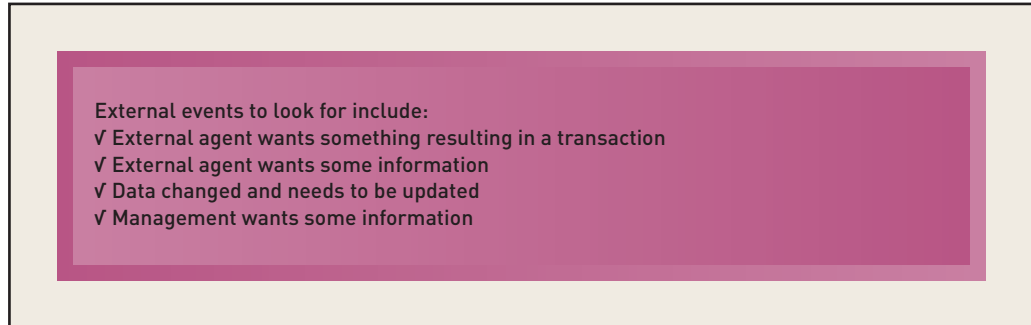 External events to look for include:
√ External agent wants something resulting in a transaction
√ External agent wants some information
√ Data changed and needs to be updated
√ Management wants some information